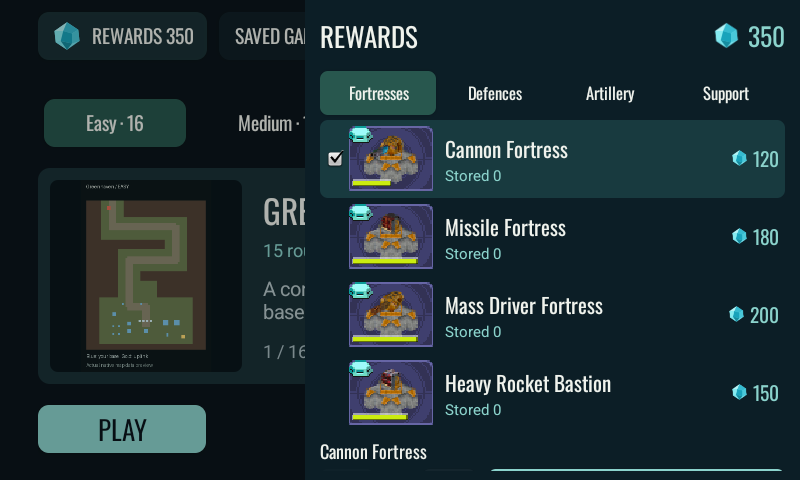 REWARDS 350
SAVED GA
Easy · 16
Medium ·
GRE
15 rou
A cor
base
1 / 16
PLAY
REWARDS
350
Fortresses
Defences
Artillery
Support
Cannon Fortress
Stored 0
120
Missile Fortress
Stored 0
180
Mass Driver Fortress
Stored 0
200
Heavy Rocket Bastion
Stored 0
150
Cannon Fortress